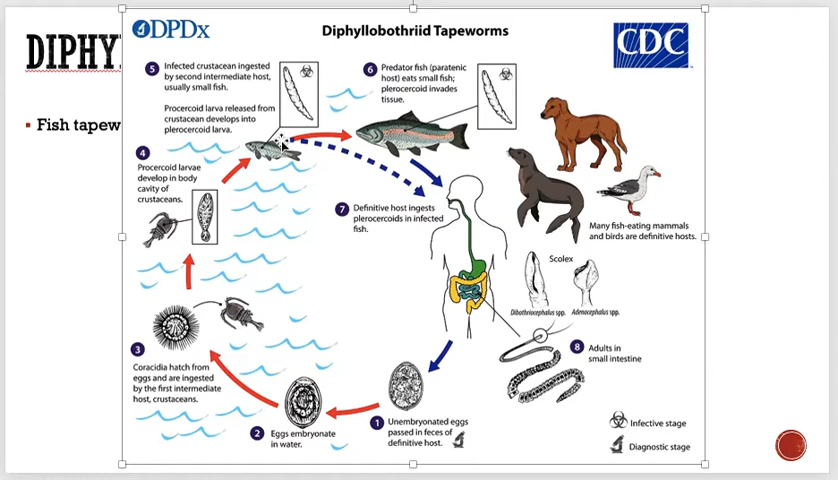 DIPHY
Fish tapew
DPDx
Diphyllobothriid Tapeworms
CDC
5 Infected crustacean ingested
by second intermediate host,
usually small fish.
Procercoid larva released from
crustacean develops into
plerocercoid larva.
6 Predator fish (paratenic
host) eats small fish;
plerocercoid invades
tissue.
4
Procercoid larvae
develop in body
cavity of
crustaceans.
7 Definitive host ingests
plerocercoids in infected
fish.
Many fish-eating mammals
and birds are definitive hosts.
Scolex
Dibothriocephalus spp.
Adenocephalus spp.
3
Coracidia hatch from
eggs and are ingested
by the first intermediate
host, crustaceans.
8 Adults in
small intestine
2 Eggs embryonate
in water.
1 Unembryonated eggs
passed in feces of
definitive host.
Infective stage
Diagnostic stage